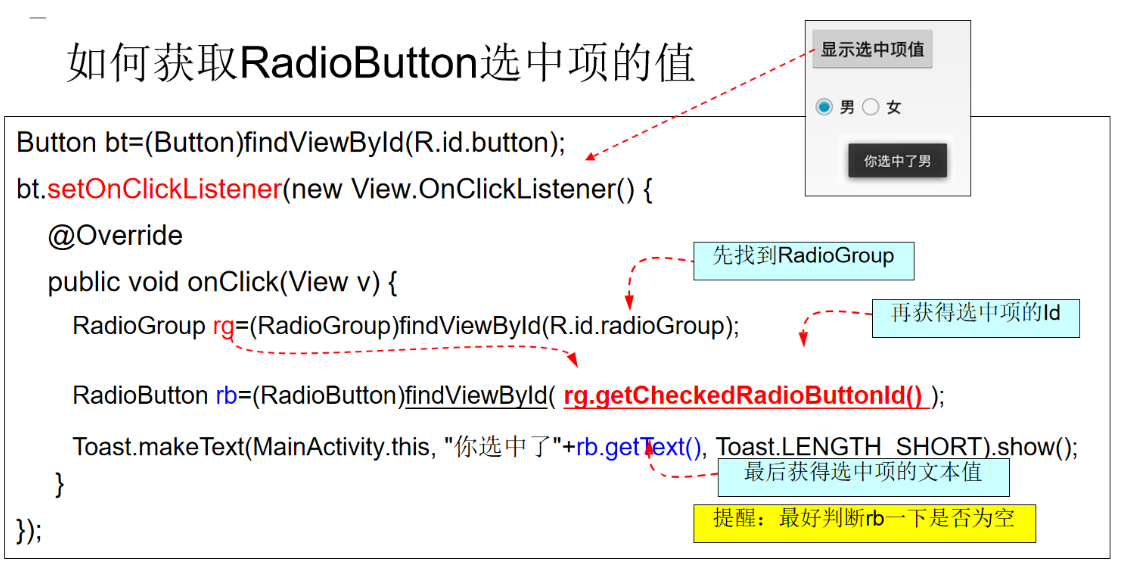 如何获取RadioButton选中项的值
显示选中项值
男 女
你选中了男
Button bt=(Button)findViewById(R.id.button);
bt.setOnClickListener(new View.OnClickListener() {
@Override
public void onClick(View v) {
先找到RadioGroup
再获得选中项的Id
RadioGroup rg=(RadioGroup)findViewById(R.id.radioGroup);
RadioButton rb=(RadioButton)findViewById( rg.getCheckedRadioButtonId() );
Toast.makeText(MainActivity.this, "你选中了"+rb.getText(), Toast.LENGTH_SHORT).show();
最后获得选中项的文本值
}
提醒：最好判断rb一下是否为空
});